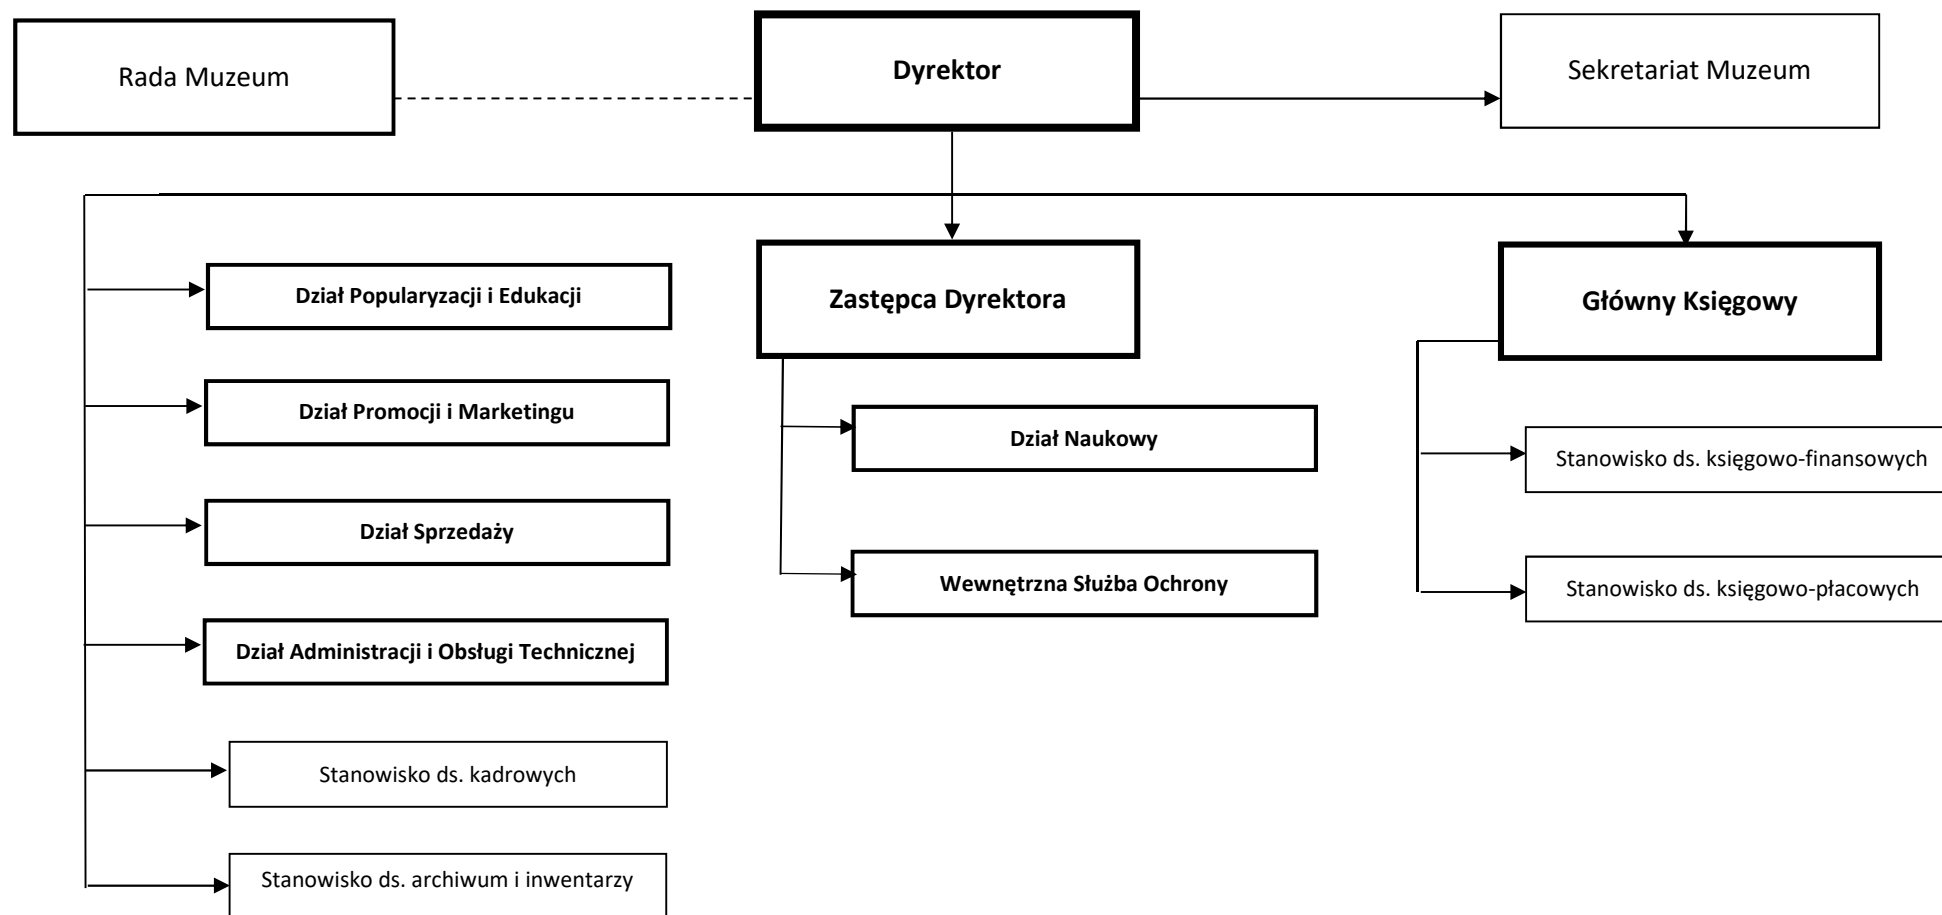 Rada Muzeum
Dyrektor
Sekretariat Muzeum
Dział Popularyzacji i Edukacji
Zastępca Dyrektora
Główny Księgowy
Dział Promocji i Marketingu
Dział Naukowy
Stanowisko ds. księgowo-finansowych
Dział Sprzedaży
Wewnętrzna Służba Ochrony
Stanowisko ds. księgowo-płacowych
Dział Administracji i Obsługi Technicznej
Stanowisko ds. kadrowych
Stanowisko ds. archiwum i inwentarzy